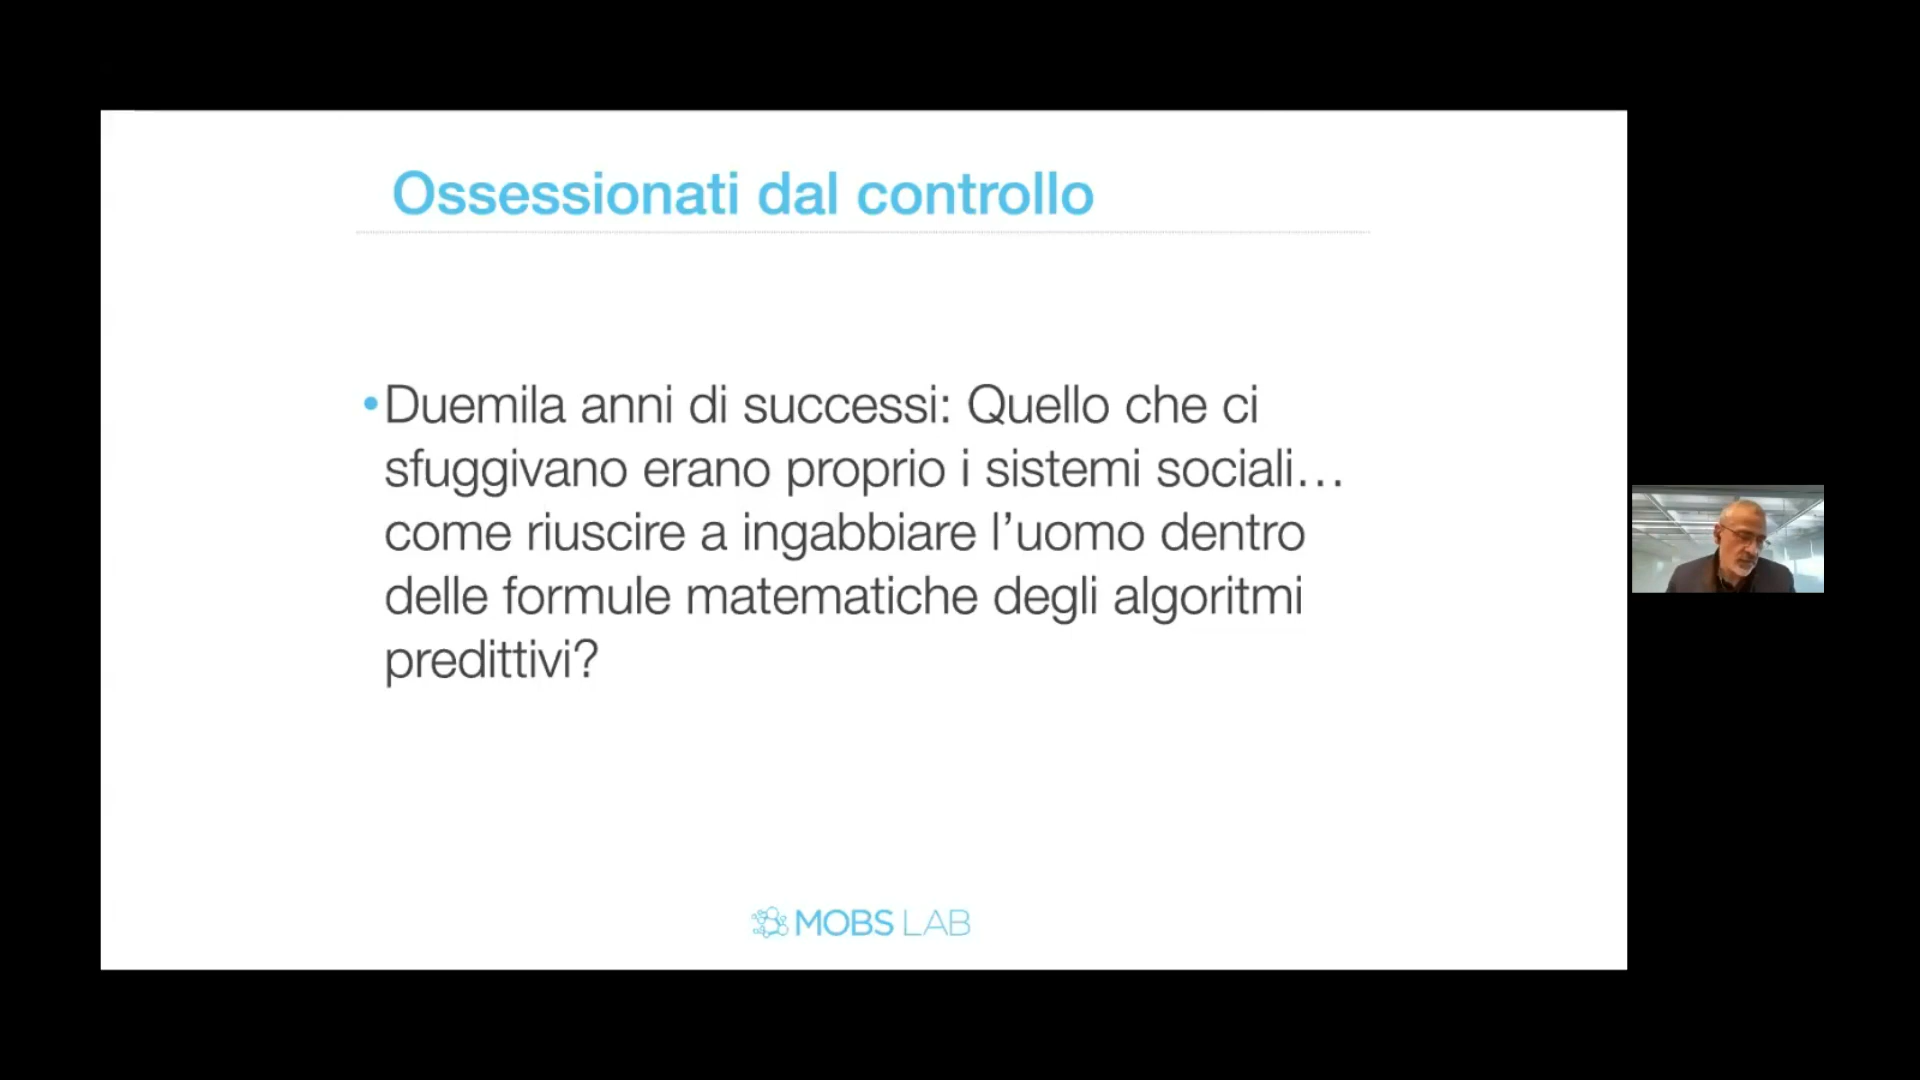 Ossessionati dal controllo
•Duemila anni di successi: Quello che ci
sfuggivano erano proprio i sistemi sociali…
come riuscire a ingabbiare l’uomo dentro
delle formule matematiche degli algoritmi
predittivi?
MOBS LAB